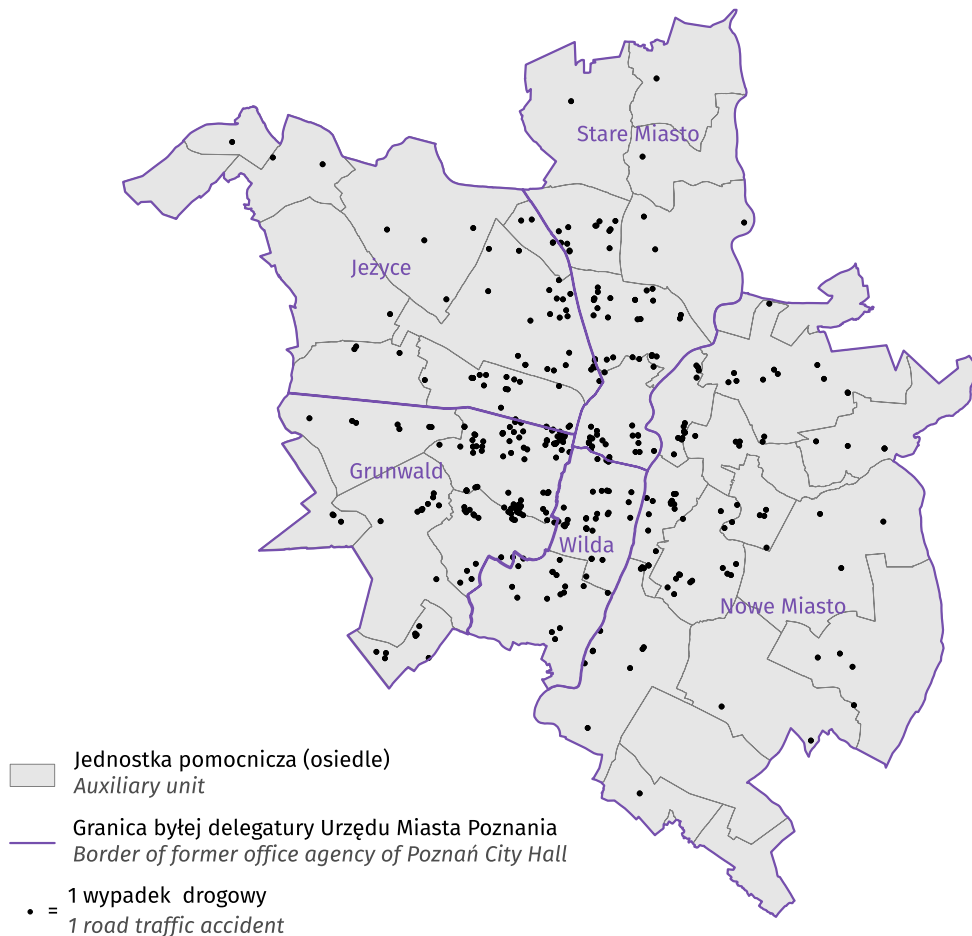 Stare Miasto
Jeżyce
Grunwald
Wilda
Nowe Miasto
Jednostka pomocnicza (osiedle)
Auxiliary unit
Granica byłej delegatury Urzędu Miasta Poznania
Border of former office agency of Poznań City Hall
= 1 wypadek drogowy
1 road traffic accident